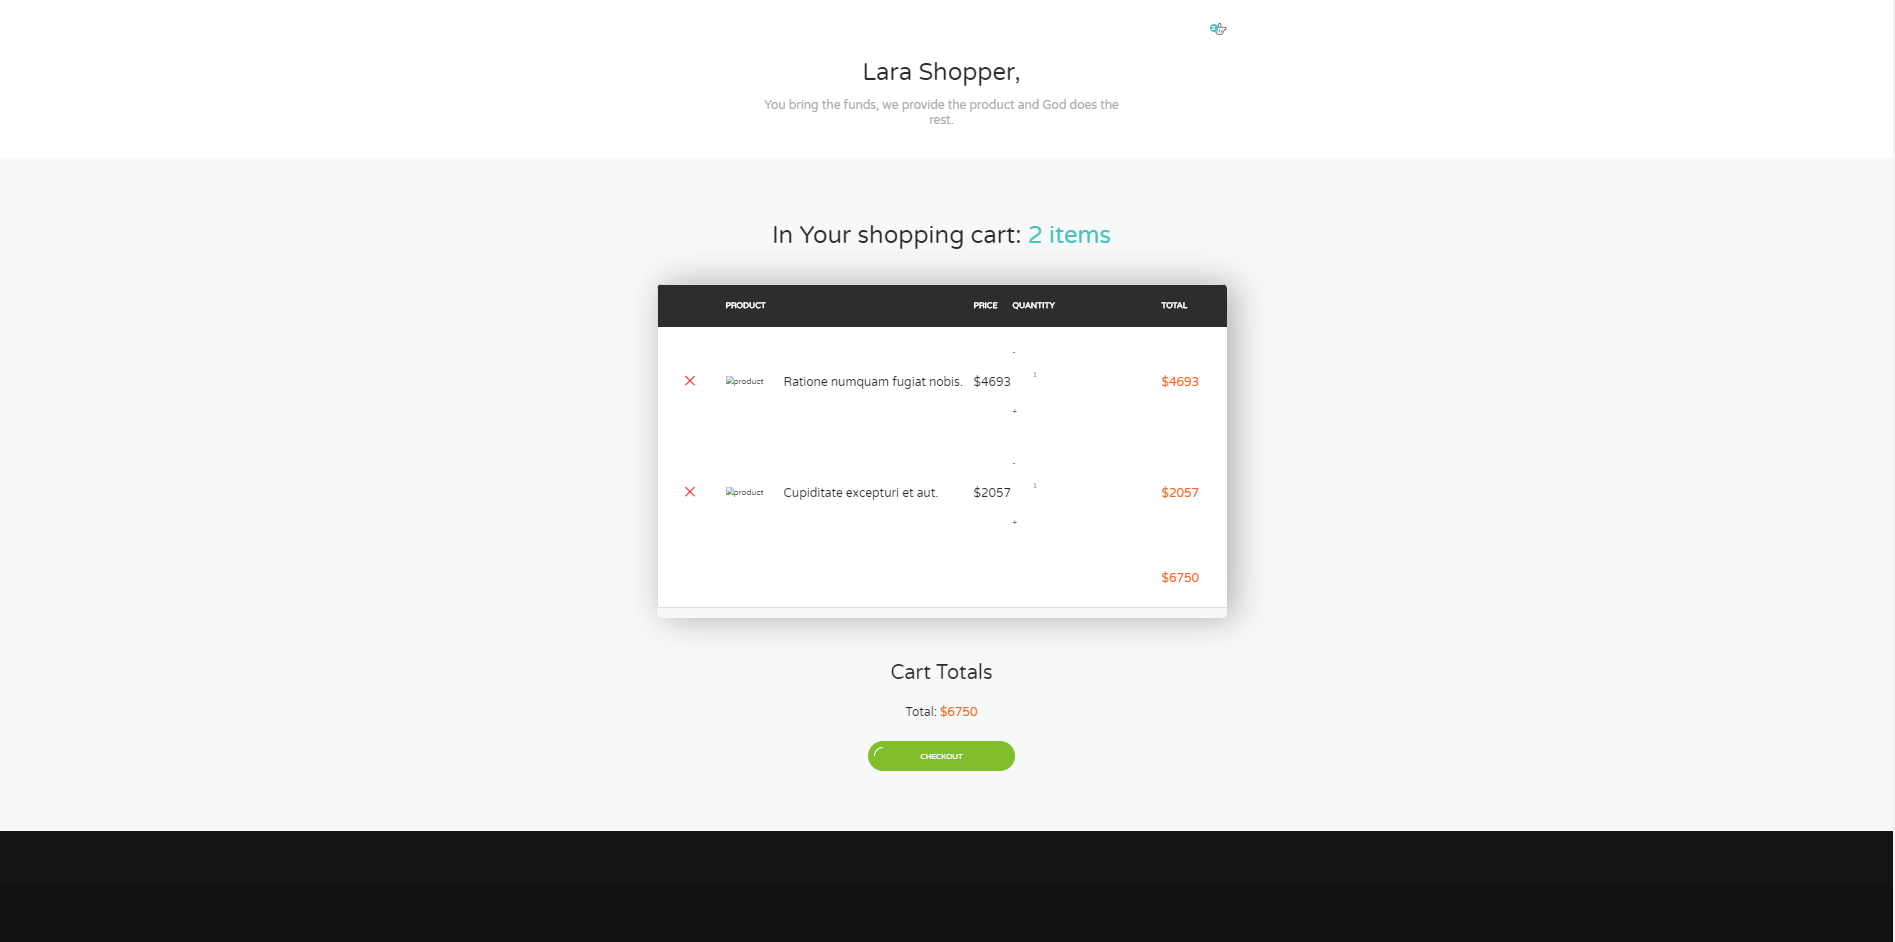 2
Lara Shopper,
You bring the funds, we provide the product and God does the
rest.
In Your shopping cart: 2 items
PRODUCT PRICE QUANTITY TOTAL
-
product Ratione numquam fugiat nobis. $4693 1 $4693
+
-
product Cupiditate excepturi et aut. $2057 1 $2057
+
$6750
Cart Totals
Total: $6750
CHECKOUT